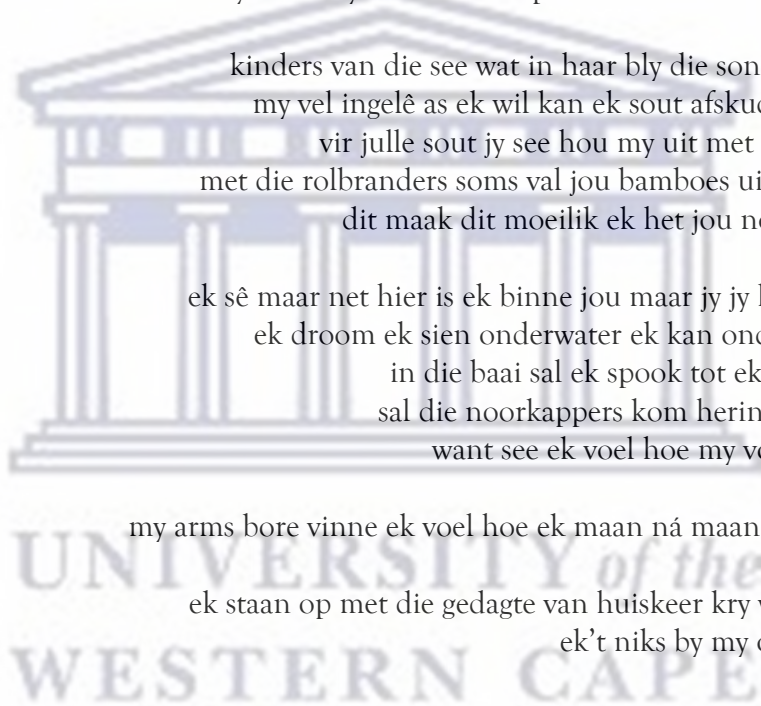 kinders van die see wat in haar bly die son
my vel ingelê as ek wil kan ek sout afskud
vir julle sout jy see hou my uit met
met die rolbranders soms val jou bamboes
dit maak dit moeilik ek het jou
ek sê maar net hier is ek binne jou maar jy jy
ek droom ek sien onderwater ek kan
in die baai sal ek spook tot ek
sal die noorkappers kom
want see ek voel hoe my
my arms bore vinne ek voel hoe ek maan ná maan
UNIVERSITY of the
ek staan op met die gedagte van huiskeer kry
ek't niks by my
WESTERN CAPE